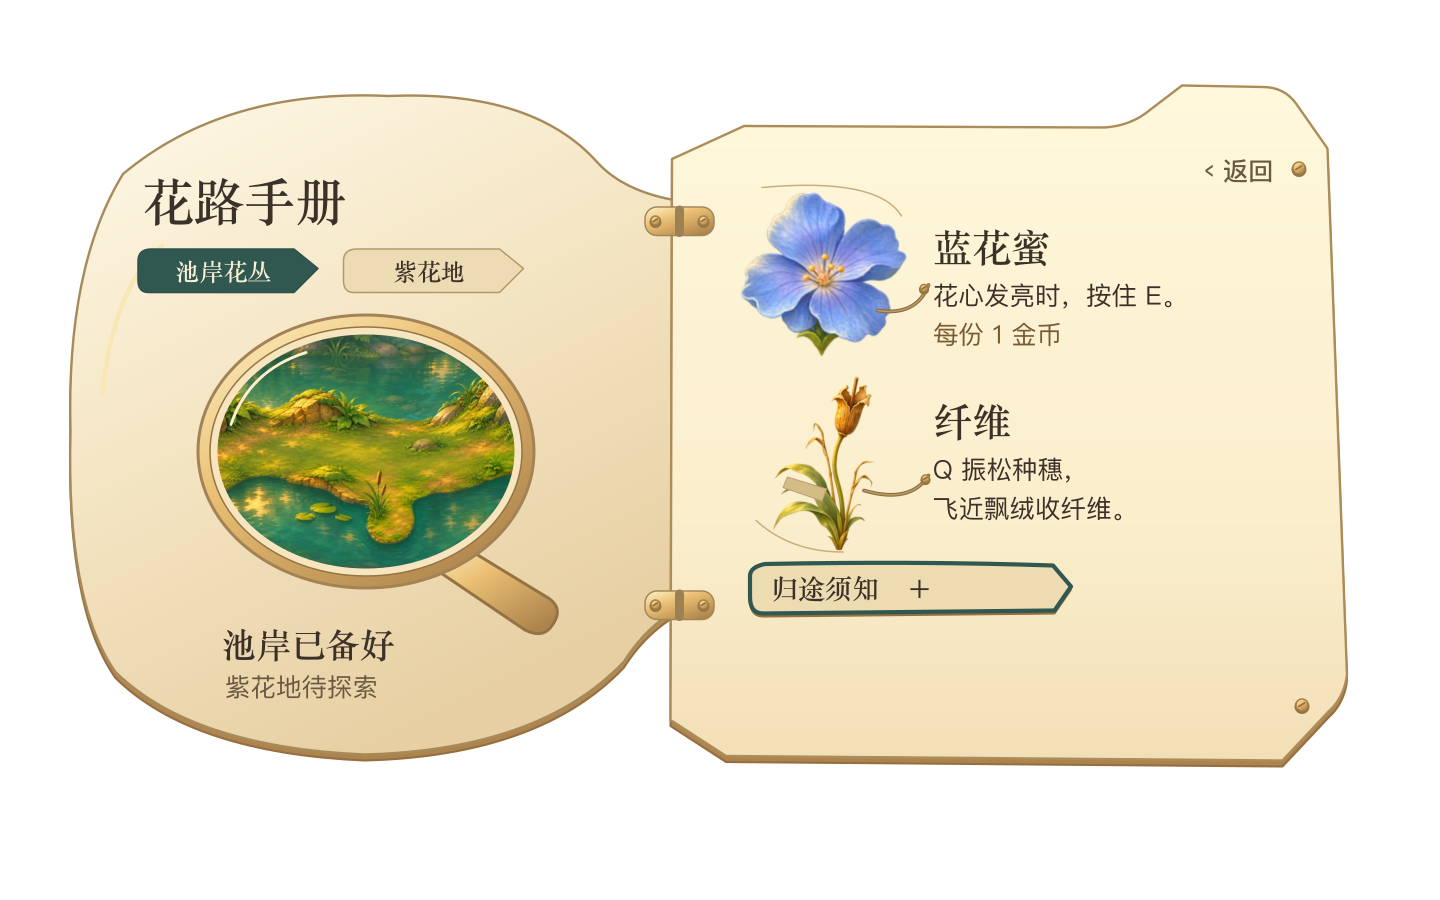 花路手册
池岸花丛
紫花地
池岸已备好
紫花地待探索
‹ 返回
蓝花蜜
花心发亮时，按住 E。
每份 1 金币
纤维
Q 振松种穗，
飞近飘绒收纤维。
归途须知 +